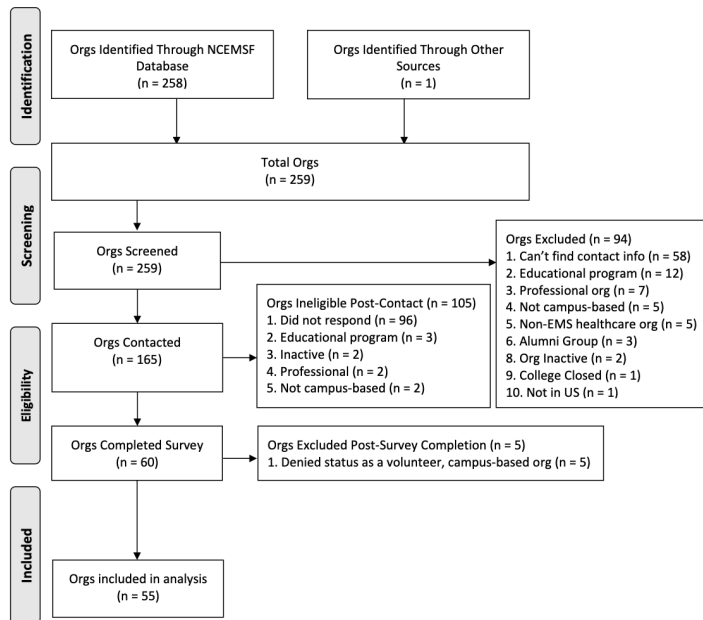 Identification
Orgs Identified Through NCEMSF
Database
(n = 258)
Orgs Identified Through Other
Sources
(n = 1)
Total Orgs
(n = 259)
Screening
Orgs Screened
(n = 259)
Orgs Excluded (n = 94)
1. Can't find contact info (n = 58)
2. Educational program (n = 12)
3. Professional org (n = 7)
4. Not campus-based (n = 5)
5. Non-EMS healthcare org (n = 5)
6. Alumni Group (n = 3)
8. Org Inactive (n = 2)
9. College Closed (n = 1)
10. Not in US (n = 1)
Eligibility
Orgs Contacted
(n = 165)
Orgs Ineligible Post-Contact (n = 105)
1. Did not respond (n = 96)
2. Educational program (n = 3)
3. Inactive (n = 2)
4. Professional (n = 2)
5. Not campus-based (n = 2)
Orgs Completed Survey
(n = 60)
Orgs Excluded Post-Survey Completion (n = 5)
1. Denied status as a volunteer, campus-based org (n = 5)
Included
Orgs included in analysis
(n = 55)